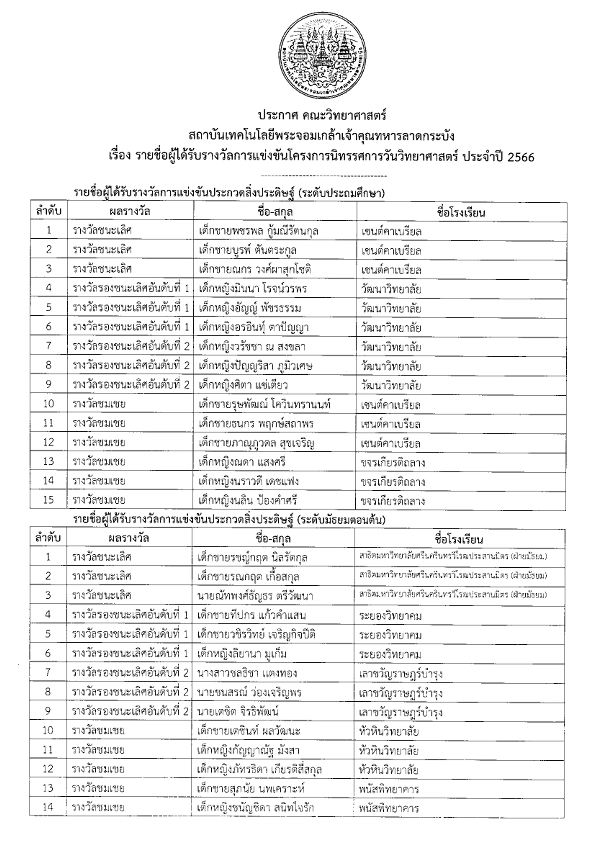 ประกาศ คณะวิทยาศาสตร์
สถาบันเทคโนโลยีพระจอมเกล้าเจ้าคุณทหารลาดกระบัง
เรื่อง รายชื่อผู้ได้รับรางวัลการแข่งขันโครงการนิทรรศการวันวิทยาศาสตร์ ประจำปี 2566
รายชื่อผู้ได้รับรางวัลการแข่งขันประกวดสิ่งประดิษฐ์ (ระดับประถมศึกษา)
ลำดับ ผลรางวัล ชื่อ-สกุล ชื่อโรงเรียน
1 รางวัลชนะเลิศ เด็กชายพชรพล กู้มณีรัตนกุล เซนต์คาเบรียล
2 รางวัลชนะเลิศ เด็กชายบูรพ์ ตันตระกูล เซนต์คาเบรียล
3 รางวัลชนะเลิศ เด็กชายณกร วงศ์ผาสุกโชติ เซนต์คาเบรียล
4 รางวัลรองชนะเลิศอันดับที่ 1 เด็กหญิงมินนา โรจน์วรพร วัฒนาวิทยาลัย
5 รางวัลรองชนะเลิศอันดับที่ 1 เด็กหญิงอัญญ์ พัชรธรรม วัฒนาวิทยาลัย
6 รางวัลรองชนะเลิศอันดับที่ 1 เด็กหญิงอรอินทุ์ ตาปัญญา วัฒนาวิทยาลัย
7 รางวัลรองชนะเลิศอันดับที่ 2 เด็กหญิงวรัชชา ณ สงขลา วัฒนาวิทยาลัย
8 รางวัลรองชนะเลิศอันดับที่ 2 เด็กหญิงปัญญ์ริสา ภูมิวเศษ วัฒนาวิทยาลัย
9 รางวัลรองชนะเลิศอันดับที่ 2 เด็กหญิงศิตา แซ่เตียว วัฒนาวิทยาลัย
10 รางวัลชมเชย เด็กชายรุษพัฒณ์ โควินทรานนท์ เซนต์คาเบรียล
11 รางวัลชมเชย เด็กชายธนกร พฤกษ์สถาพร เซนต์คาเบรียล
12 รางวัลชมเชย เด็กชายภาณุภูวดล สุขเจริญ เซนต์คาเบรียล
13 รางวัลชมเชย เด็กหญิงณดา แสงศรี ขจรเกียรติถลาง
14 รางวัลชมเชย เด็กหญิงนราวดี เดชแฟง ขจรเกียรติถลาง
15 รางวัลชมเชย เด็กหญิงนลิน ป้องคำศรี ขจรเกียรติถลาง
รายชื่อผู้ได้รับรางวัลการแข่งขันประกวดสิ่งประดิษฐ์ (ระดับมัธยมตอนต้น)
ลำดับ ผลรางวัล ชื่อ-สกุล ชื่อโรงเรียน
1 รางวัลชนะเลิศ เด็กชายรชญ์กฤต นิลรัตกุล สาธิตมหาวิทยาลัยศรีนครินทรวิโรฒประสานมิตร (ฝ่ายมัธยม)
2 รางวัลชนะเลิศ เด็กชายรณกฤต เกื้อสกุล สาธิตมหาวิทยาลัยศรีนครินทรวิโรฒประสานมิตร (ฝ่ายมัธยม)
3 รางวัลชนะเลิศ นายณัทพงศ์ธัญธร ตรีวัฒนา สาธิตมหาวิทยาลัยศรีนครินทรวิโรฒประสานมิตร (ฝ่ายมัธยม)
4 รางวัลรองชนะเลิศอันดับที่ 1 เด็กชายทีปกร แก้วคำแสน ระยองวิทยาคม
5 รางวัลรองชนะเลิศอันดับที่ 1 เด็กชายวชิรวิทย์ เจริญกิจปิติ ระยองวิทยาคม
6 รางวัลรองชนะเลิศอันดับที่ 1 เด็กหญิงลิยานา มูเก็ม ระยองวิทยาคม
7 รางวัลรองชนะเลิศอันดับที่ 2 นางสาวชลธิชา แตงทอง เลาขวัญราษฎร์บำรุง
8 รางวัลรองชนะเลิศอันดับที่ 2 นายชนสรณ์ ว่องเจริญพร เลาขวัญราษฎร์บำรุง
9 รางวัลรองชนะเลิศอันดับที่ 2 นายเตชิต จิรธิพัฒน์ เลาขวัญราษฎร์บำรุง
10 รางวัลชมเชย เด็กชายเตชินท์ ผลวัฒนะ หัวหินวิทยาลัย
11 รางวัลชมเชย เด็กหญิงกัญญาณัฐ มังสา หัวหินวิทยาลัย
12 รางวัลชมเชย เด็กหญิงภัทรธิดา เกียรติลีสกุล หัวหินวิทยาลัย
13 รางวัลชมเชย เด็กชายสุภนัย นพเคราะห์ พนัสพิทยาคาร
14 รางวัลชมเชย เด็กหญิงชนัญชิดา สนิทใจรัก พนัสพิทยาคาร